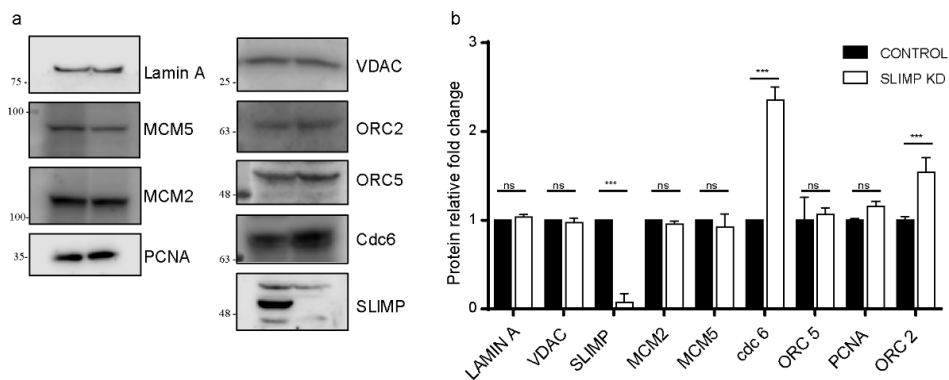 a
75-
Lamin A
100-
MCM5
MCM2
100-
35-
PCNA
VDAC
25-
ORC2
63-
ORC5
48-
Cdc6
63-
SLIMP
48-
b
Protein relative fold change
3
2
1
0
CONTROL
SLIMP KD
ns
ns
***
ns
ns
***
ns
ns
***
LAMIN A
VDAC
SLIMP
MCM2
MCM5
cdc 6
ORC 5
PCNA
ORC 2